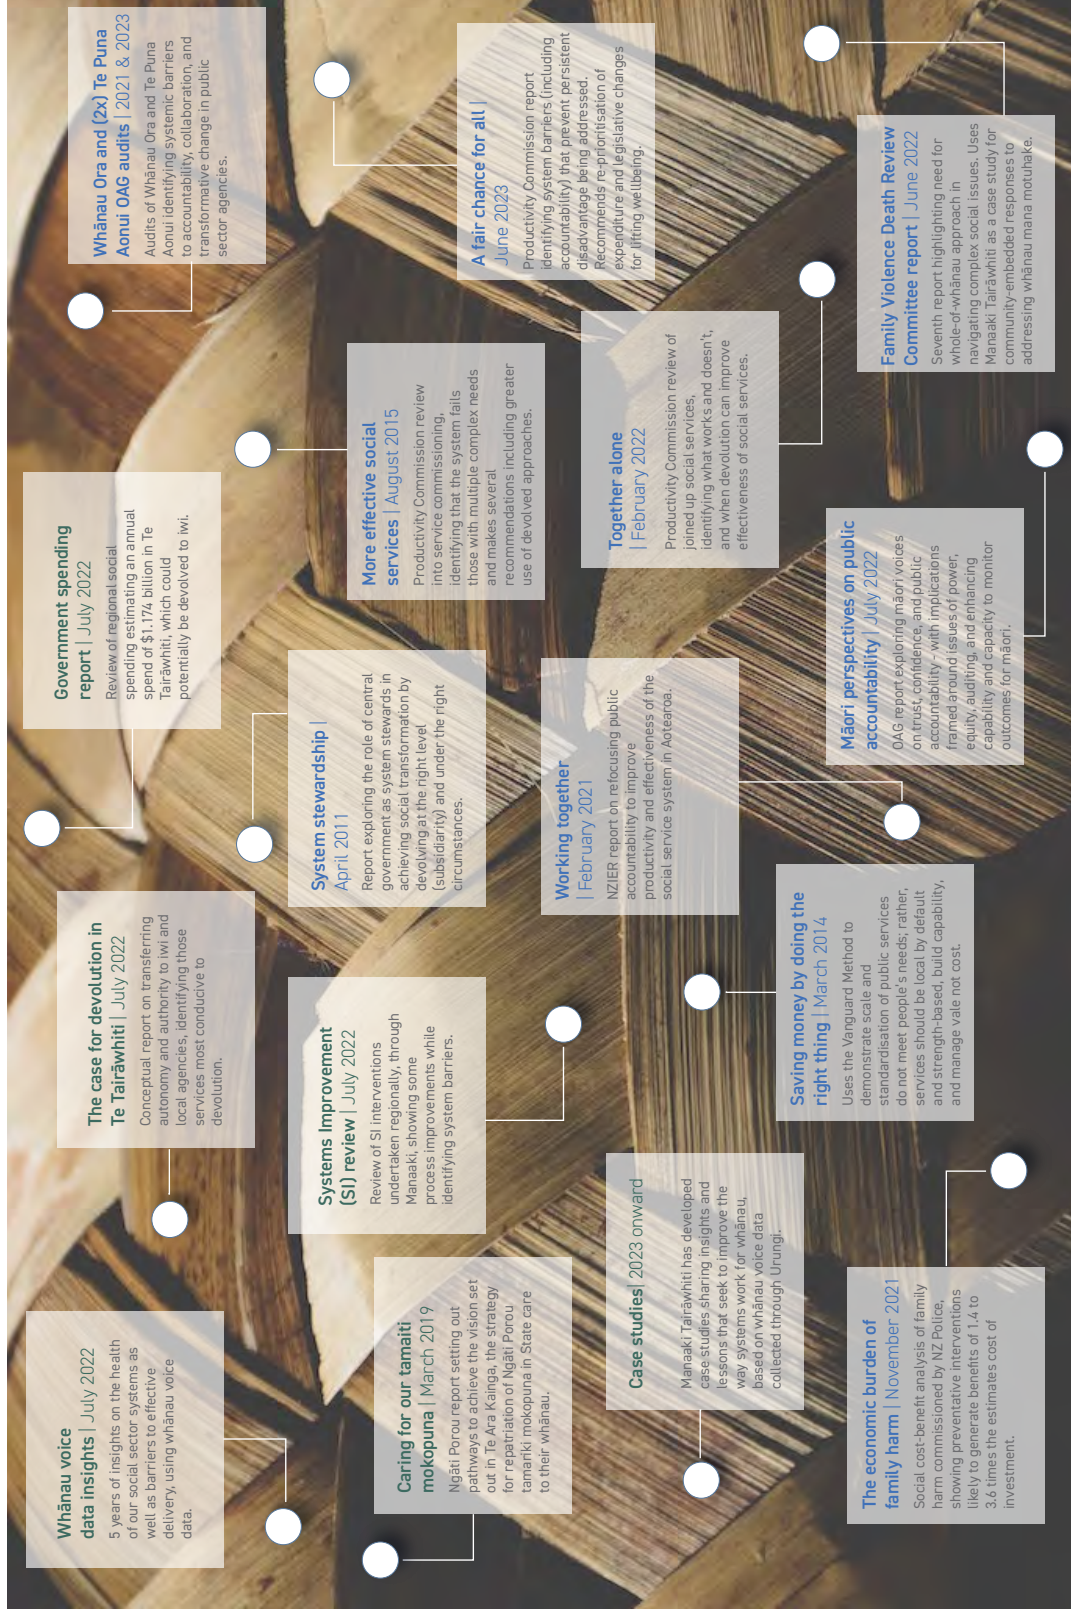 Whānau voice
data insights | July 2022
5 years of insights on the health
of our social sector systems as
well as barriers to effective
delivery, using whānau voice
data.
The case for devolution in
Te Tairāwhiti | July 2022
Conceptual report on transferring
autonomy and authority to iwi and
local agencies, identifying those
services most conducive to
devolution.
Government spending
report | July 2022
Review of regional social
spending estimating an annual
spend of $1.174 billion in Te
Tairāwhiti, which could
potentially be devolved to iwi.
Whānau Ora and (2x) Te Puna
Aonui OAG audits | 2021 & 2023
Audits of Whānau Ora and Te Puna
Aonui identifying systemic barriers
to accountability, collaboration, and
transformative change in public
sector agencies.
Caring for our tamaiti
mokopuna | March 2019
Ngāti Porou report setting out
pathways to achieve the vision set
out in Te Ara Kainga, the strategy
for repatriation of Ngāti Porou
tamariki mokopuna in State care
to their whānau.
Systems Improvement
(SI) review | July 2022
Review of SI interventions
undertaken regionally, through
Manaaki, showing some
process improvements while
identifying system barriers.
System stewardship |
April 2011
Report exploring the role of central
government as system stewards in
achieving social transformation by
devolving at the right level
(subsidiarity) and under the right
circumstances.
More effective social
services | August 2015
Productivity Commission review
into service commissioning,
identifying that the system fails
those with multiple complex needs
and makes several
recommendations including greater
use of devolved approaches.
A fair chance for all |
June 2023
Productivity Commission report
identifying system barriers (including
accountability) that prevent persistent
disadvantage being addressed.
Recommends re-prioritisation of
expenditure and legislative changes
for lifting wellbeing.
Case studies| 2023 onward
Manaaki Tairāwhiti has developed
case studies sharing insights and
lessons that seek to improve the
way systems work for whānau,
based on whānau voice data
collected through Urungi.
Working together
| February 2021
NZIER report on refocusing public
accountability to improve
productivity and effectiveness of the
social service system in Aotearoa.
Together alone
| February 2022
Productivity Commission review of
joined up social services,
identifying what works and doesn't,
and when devolution can improve
effectiveness of social services.
The economic burden of
family harm | November 2021
Social cost-benefit analysis of family
harm commissioned by NZ Police,
showing preventative interventions
likely to generate benefits of 1.4 to
3.6 times the estimates cost of
investment.
Saving money by doing the
right thing | March 2014
Uses the Vanguard Method to
demonstrate scale and
standardisation of public services
do not meet people's needs; rather,
services should be local by default
and strength-based, build capability,
and manage vale not cost.
Māori perspectives on public
accountability | July 2022
OAG report exploring māori voices
on trust, confidence, and public
accountability - with implications
framed around issues of power,
equity, auditing, and enhancing
capability and capacity to monitor
outcomes for māori.
Family Violence Death Review
Committee report | June 2022
Seventh report highlighting need for
whole-of-whānau approach in
navigating complex social issues. Uses
Manaaki Tairāwhiti as a case study for
community-embedded responses to
addressing whānau mana motuhake.